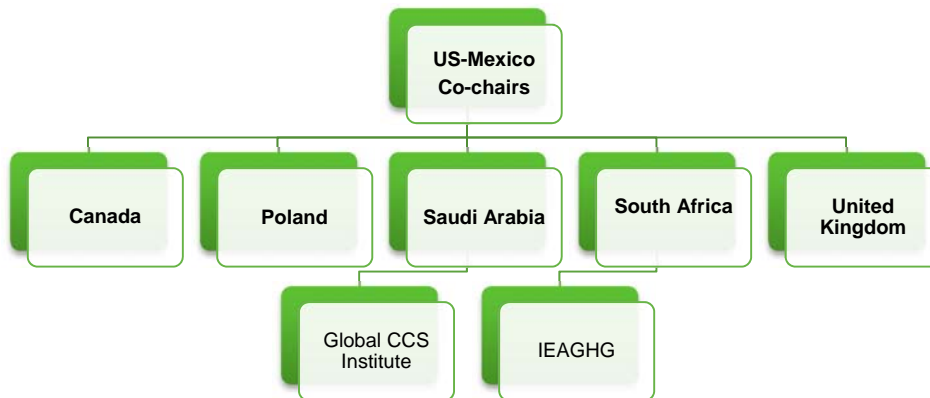 US-Mexico
Co-chairs
Canada
Poland
Saudi Arabia
South Africa
United
Kingdom
Global CCS
Institute
IEAGHG